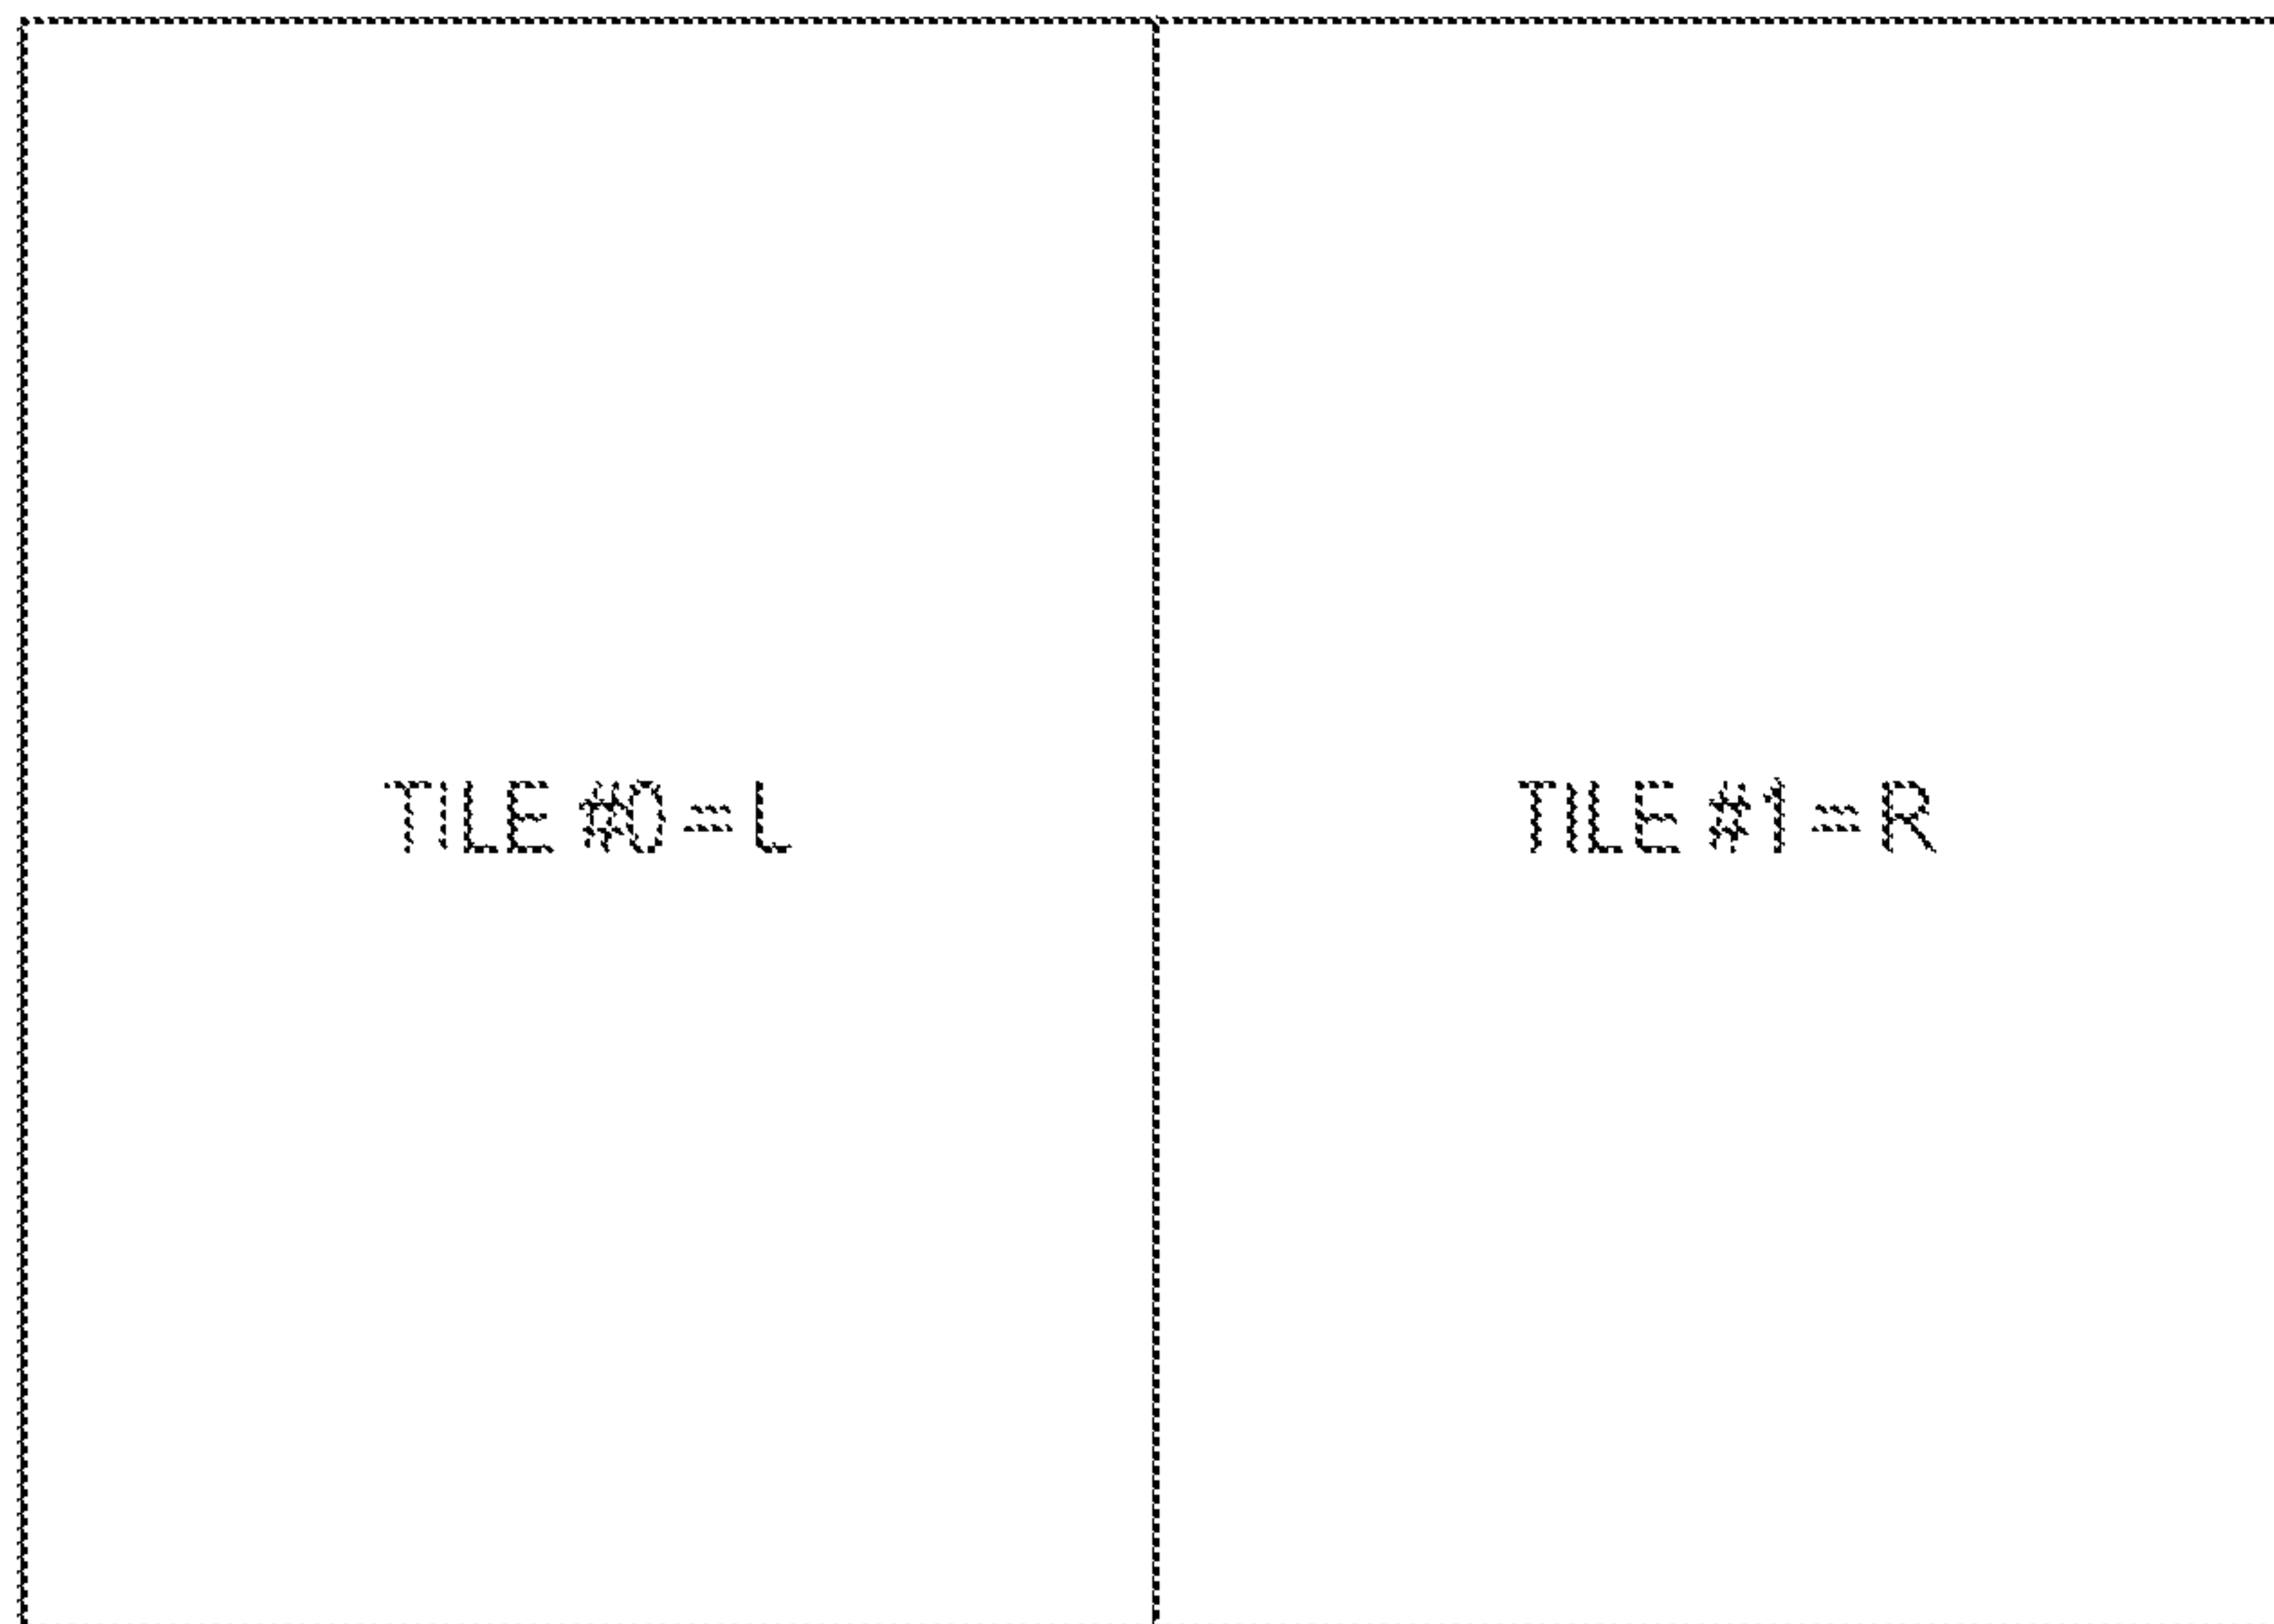 TILE #0 = L
TILE #1 = R